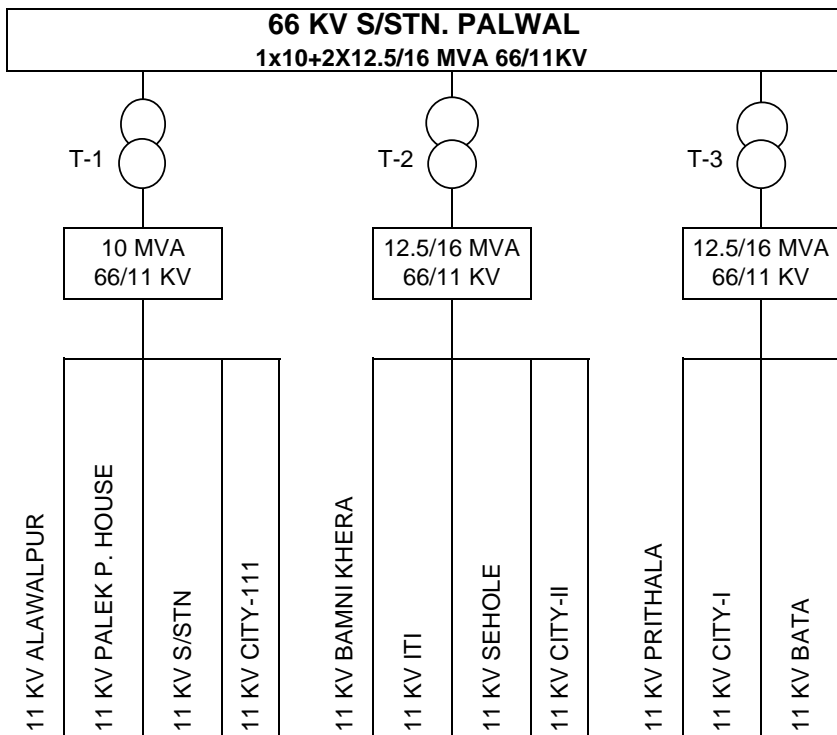 66 KV S/STN. PALWAL
1x10+2X12.5/16 MVA 66/11KV
T-1
T-2
T-3
10 MVA
66/11 KV
12.5/16 MVA
66/11 KV
12.5/16 MVA
66/11 KV
11 KV ALAWALPUR
11 KV PALEK P. HOUSE
11 KV S/STN
11 KV CITY-111
11 KV BAMNI KHERA
11 KV ITI
11 KV SEHOLE
11 KV CITY-II
11 KV PRITHALA
11 KV CITY-I
11 KV BATA